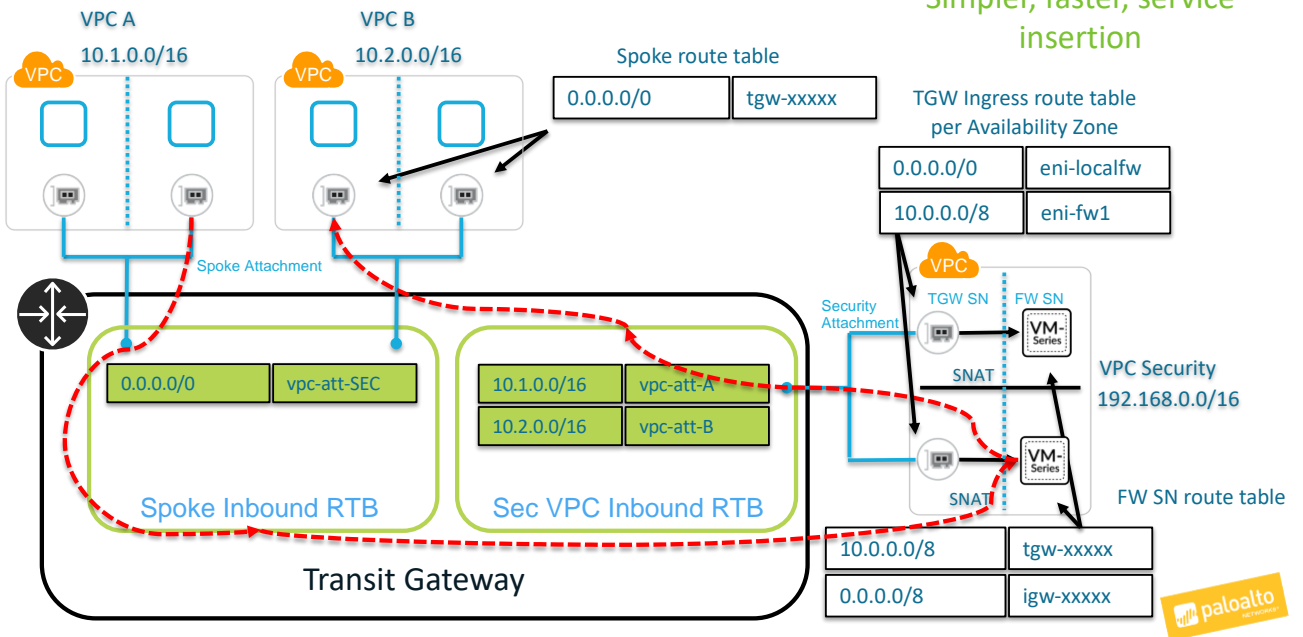 Simpler, faster, service
insertion
VPC A
10.1.0.0/16
VPC
VPC B
10.2.0.0/16
VPC
Spoke route table
0.0.0.0/0 tgw-xxxxx
TGW Ingress route table
per Availability Zone
0.0.0.0/0 eni-localfw
10.0.0.0/8 eni-fw1
Spoke Attachment
VPC
TGW SN FW SN
Security
Attachment
VM-
Series
SNAT
VPC Security
192.168.0.0/16
VM-
Series
SNAT
FW SN route table
10.0.0.0/8 tgw-xxxxx
0.0.0.0/8 igw-xxxxx
0.0.0.0/0 vpc-att-SEC
Spoke Inbound RTB
10.1.0.0/16 vpc-att-A
10.2.0.0/16 vpc-att-B
Sec VPC Inbound RTB
Transit Gateway
paloalto
NETWORKS